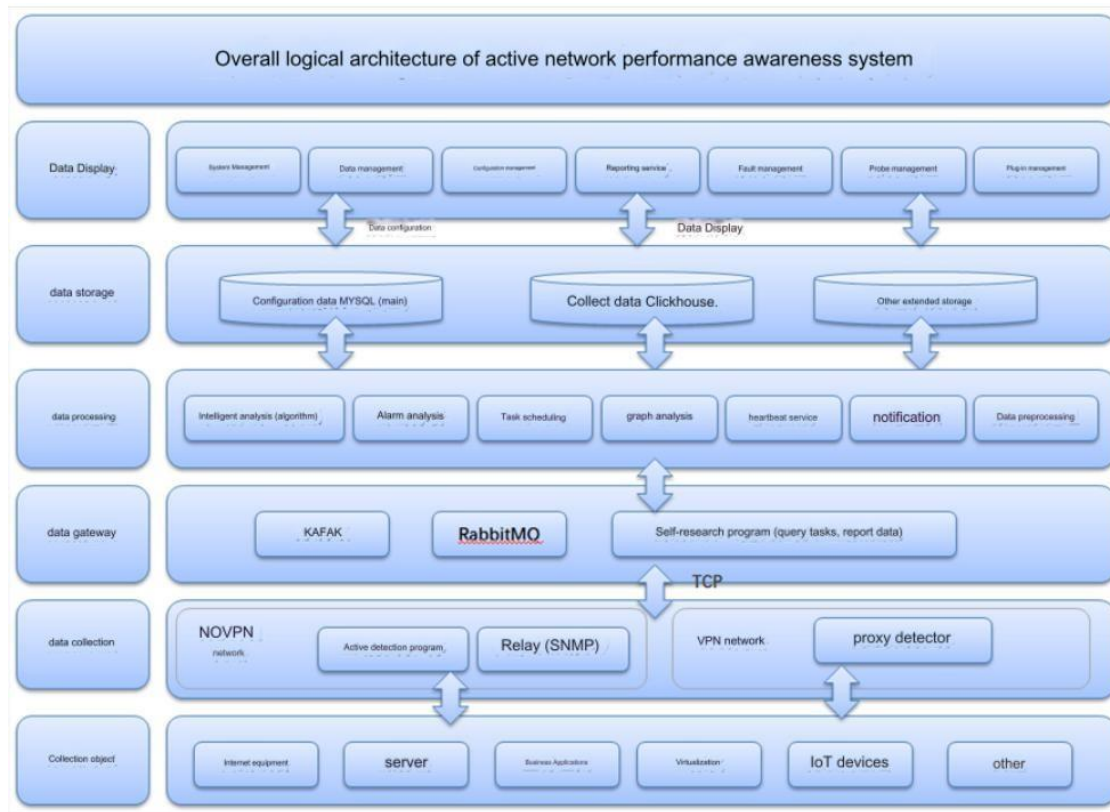 Overall logical architecture of active network performance awareness system
Data Display
System Management
Data management
Configuration management
Reporting service .
Fault management
Probe management
Plug-in management
Data configuration
Data Display
data storage
Configuration data MYSQL (main)
Collect data Clickhouse.
Other extended storage
data processing
Intelligent analysis (algorithm)
Alarm analysis
Task scheduling
graph analysis
heartbeat service
notification
Data preprocessing
data gateway
KAFAK
RabbitMQ
Self-research program (query tasks, report data)
TCP
data collection
NOVPN
network
Active detection program,
Relay (SNMP)
VPN network
proxy detector
Collection object
Internet equipment
server
Business Applications
Virtualization
IoT devices
other